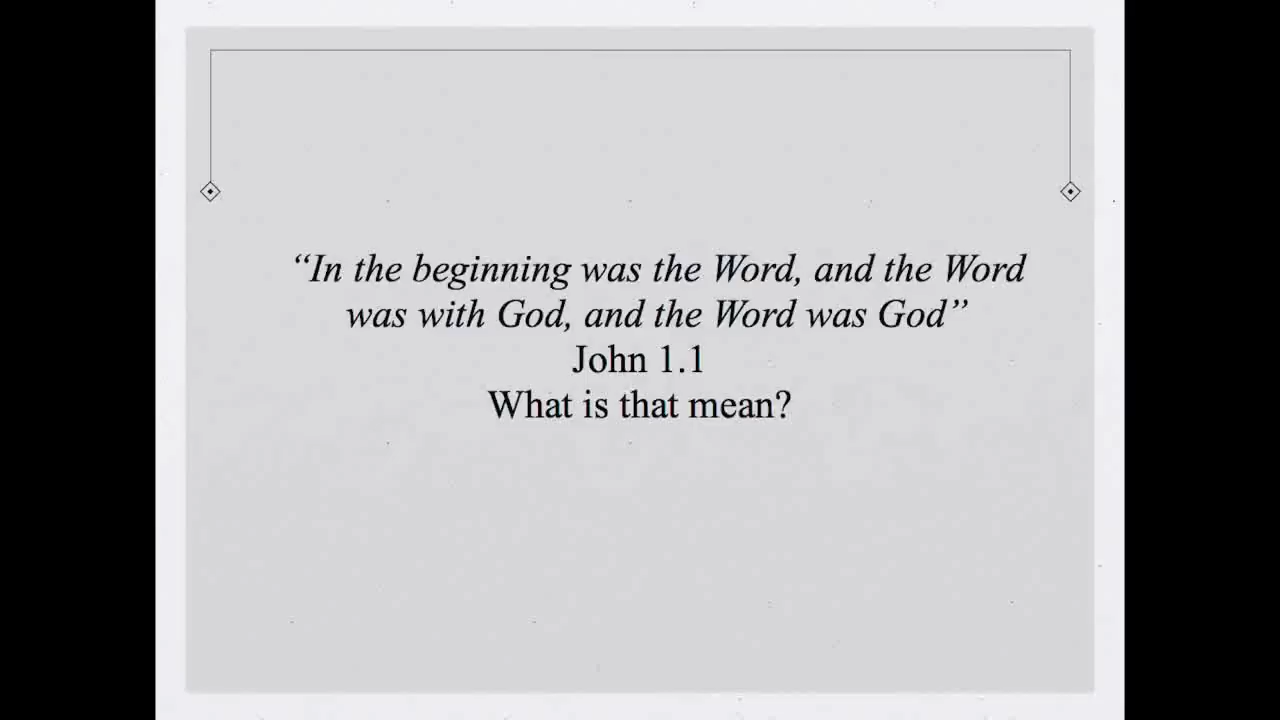 “In the beginning was the Word, and the Word
was with God, and the Word was God”
John 1.1
What is that mean?